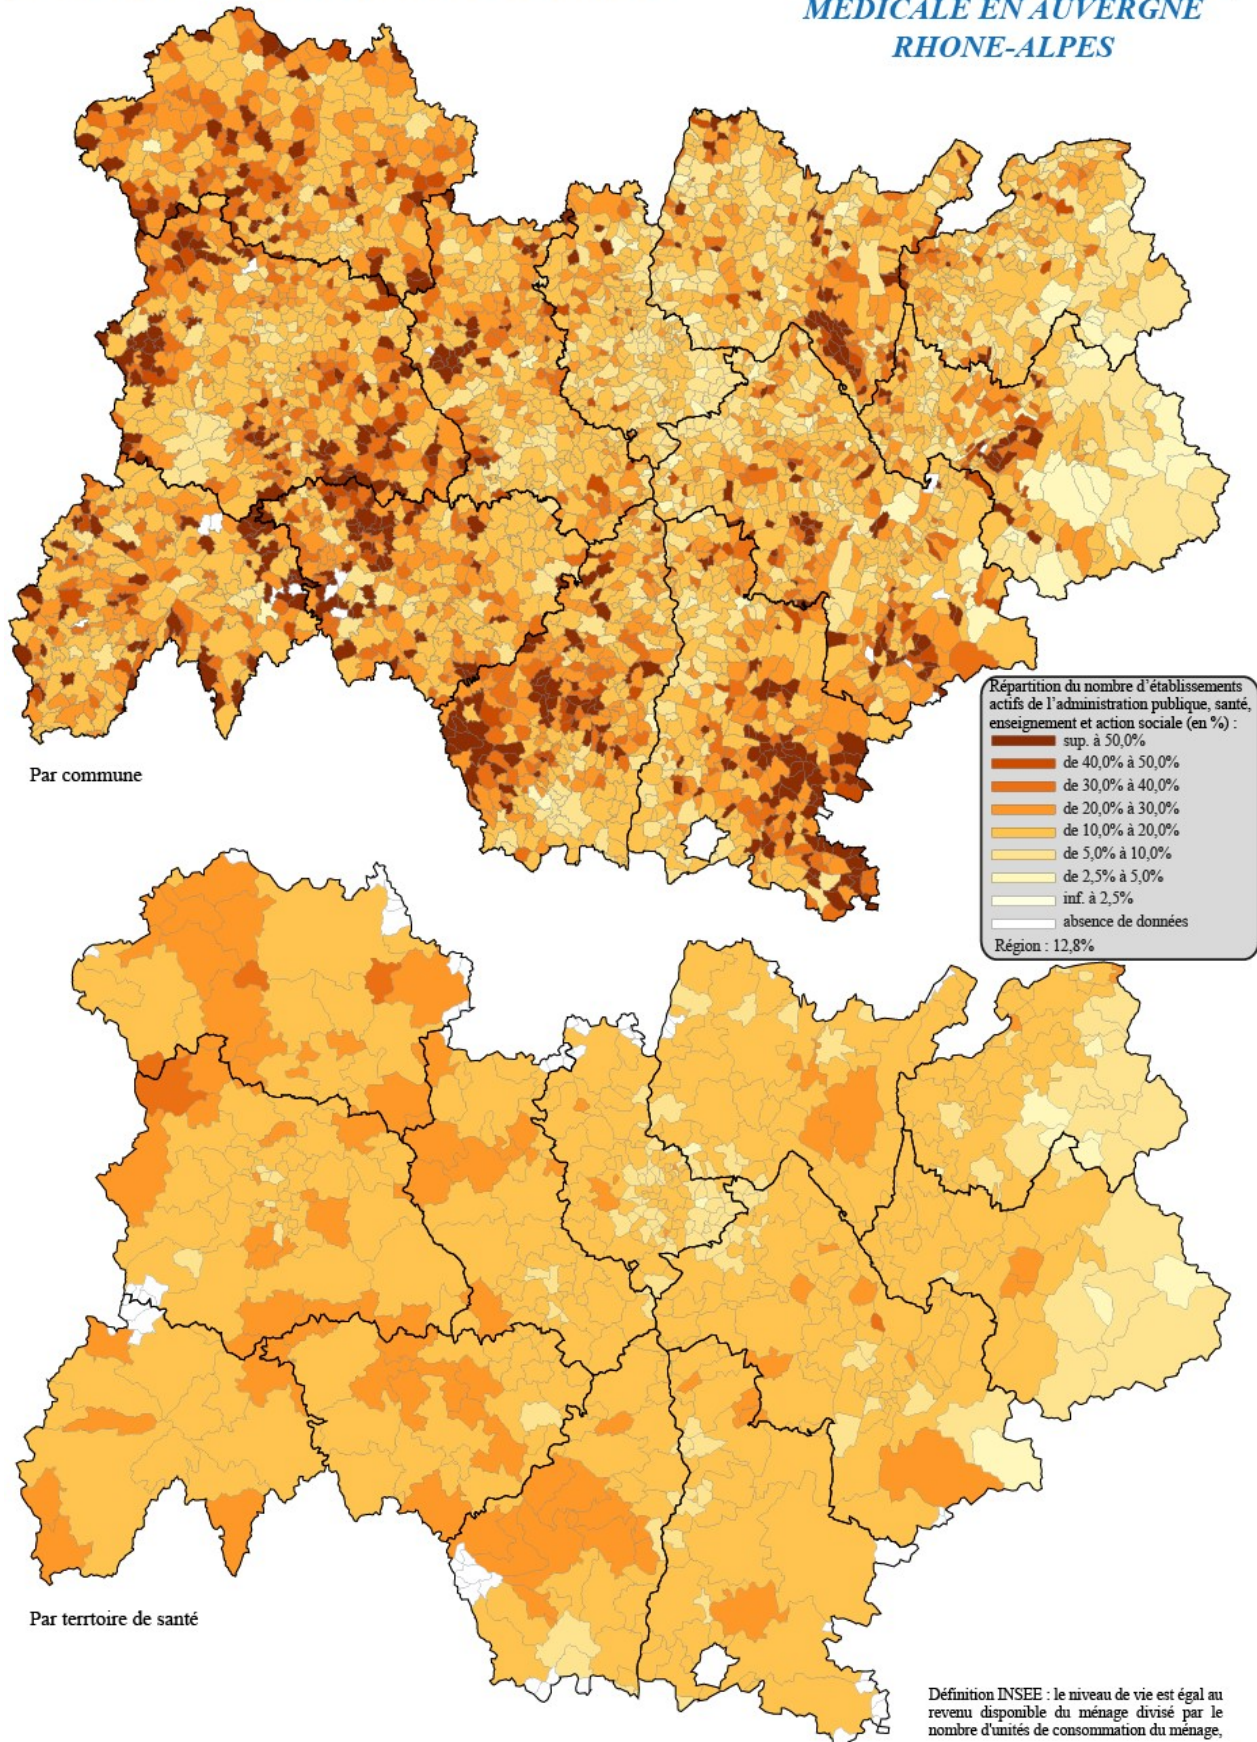 MEDICALE EN AUVERGNE
RHONE-ALPES
Répartition du nombre d'établissements
actifs de l'administration publique, santé,
enseignement et action sociale (en %) :
sup. à 50,0%
de 40,0% à 50,0%
de 30,0% à 40,0%
de 20,0% à 30,0%
de 10,0% à 20,0%
de 5,0% à 10,0%
de 2,5% à 5,0%
inf. à 2,5%
absence de données
Région : 12,8%
Par commune
Par terrtoire de santé
Définition INSEE : le niveau de vie est égal au
revenu disponible du ménage divisé par le
nombre d'unités de consommation du ménage,